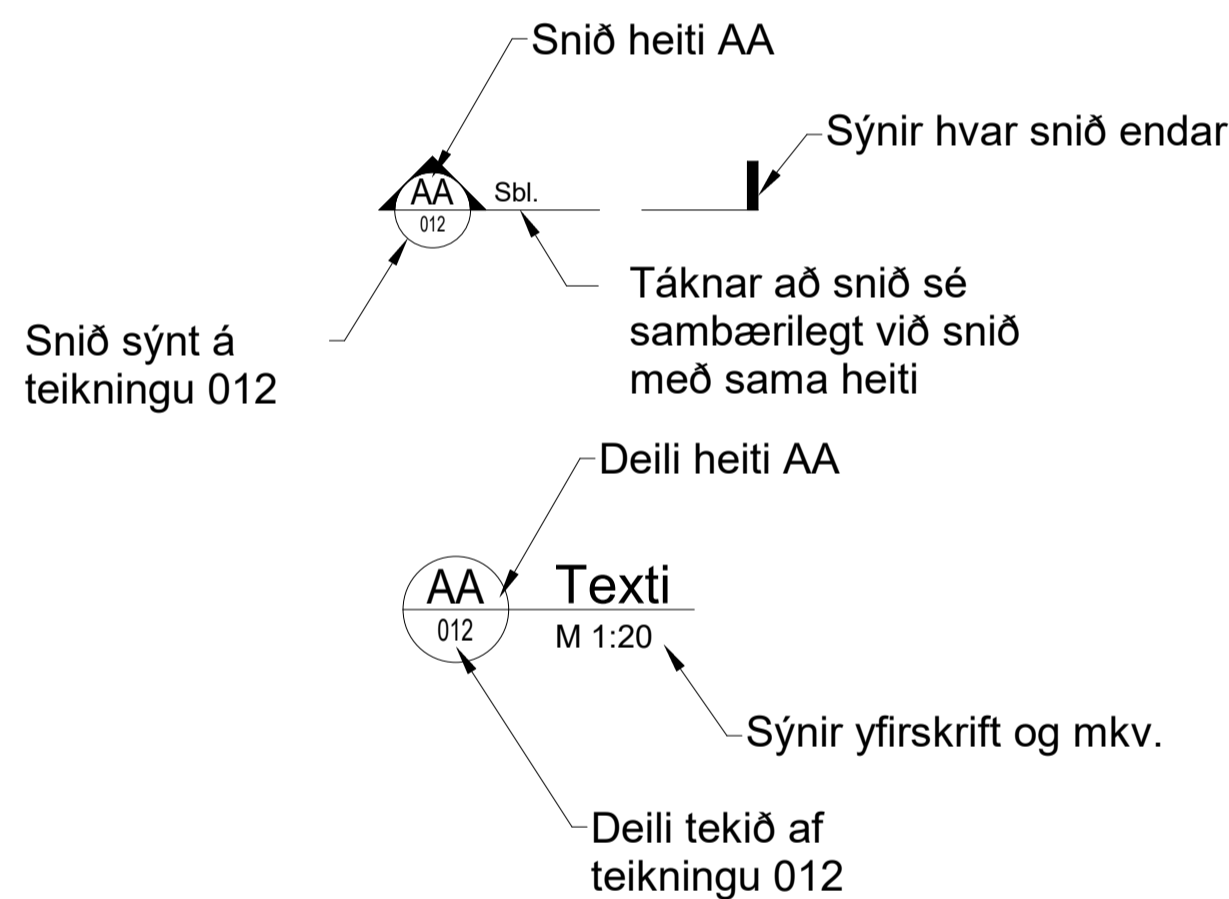 Snið heiti AA
Sýnir hvar snið endar
AA
Sbl.
012
Táknar að snið sé
sambærilegt við snið
með sama heiti
Snið sýnt á
teikningu 012
Deili heiti AA
AA
Texti
012
M 1:20
Sýnir yfirskrift og mkv.
Deili tekið af
teikningu 012